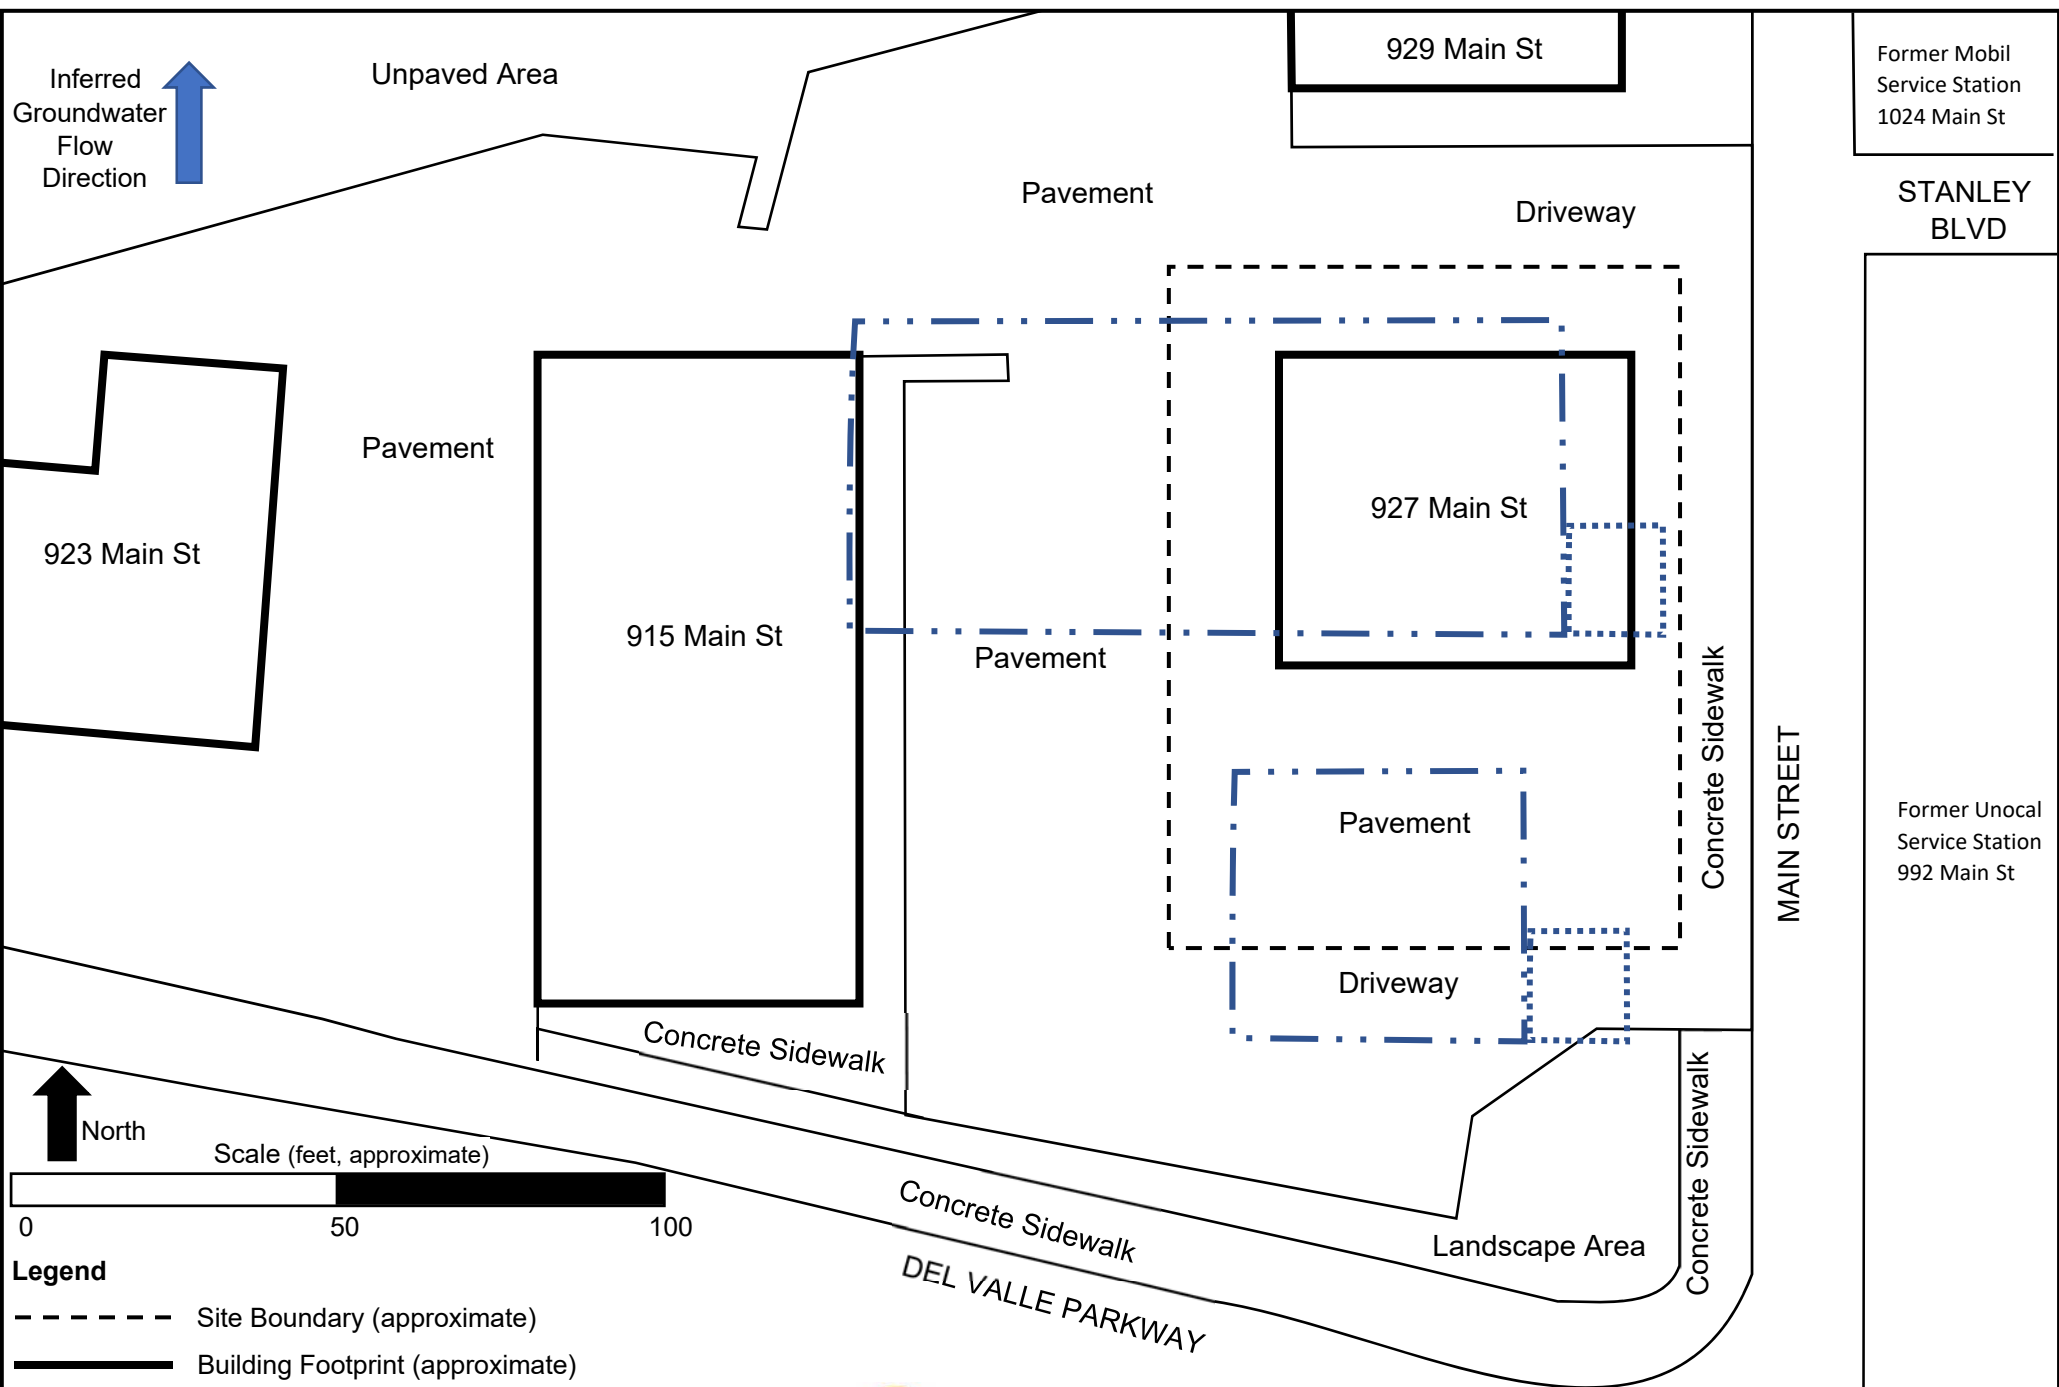 929 Main St
Former Mobil
Service Station
1024 Main St
Inferred
Groundwater
Flow
Direction
Unpaved Area
Pavement
Driveway
STANLEY
BLVD
Pavement
927 Main St
923 Main St
915 Main St
Pavement
Concrete Sidewalk
MAIN STREET
Pavement
Former Unocal
Service Station
992 Main St
Driveway
Concrete Sidewalk
Concrete Sidewalk
North
Scale (feet, approximate)
0 50 100
Concrete Sidewalk
Landscape Area
DEL VALLE PARKWAY
Legend
Site Boundary (approximate)
Building Footprint (approximate)